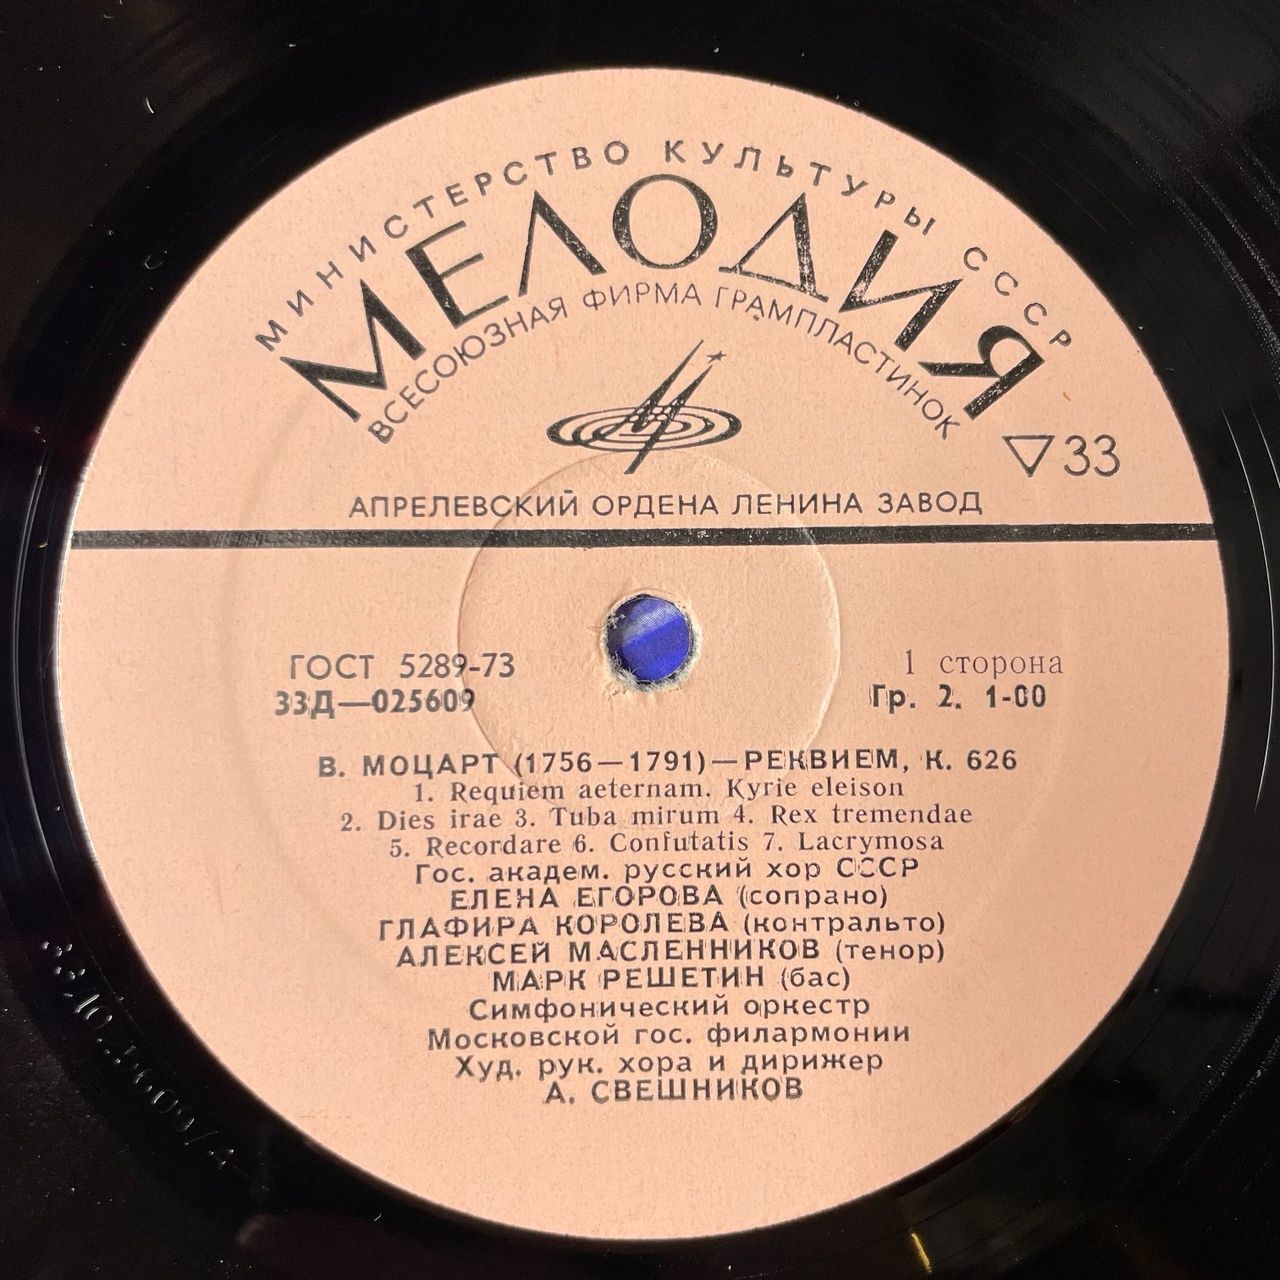 МИНИСТЕРСТВО КУЛЬТУРЫ СССР
МЕЛОДИЯ
ВСЕСОЮЗНАЯ ФИРМА ГРАМПЛАСТИНОК
33
АПРЕЛЕВСКИЙ ОРДЕНА ЛЕНИНА ЗАВОД
ГОСТ 5289-73
33Д—025609
1 сторона
Гр. 2. 1-00
В. МОЦАРТ (1756—1791)—РЕКВИЕМ, К. 626
1. Requiem aeternam. Kyrie eleison
2. Dies irae 3. Tuba mirum 4. Rex tremendae
5. Recordare 6. Confutatis 7. Lacrymosa
Гос. академ. русский хор СССР
ЕЛЕНА ЕГОРОВА (сопрано)
ГЛАФИРА КОРОЛЕВА (контральто)
АЛЕКСЕЙ МАСЛЕННИКОВ (тенор)
МАРК РЕШЕТИН (бас)
Симфонический оркестр
Московской гос. филармонии
Худ. рук. хора и дирижер
А. СВЕШНИКОВ